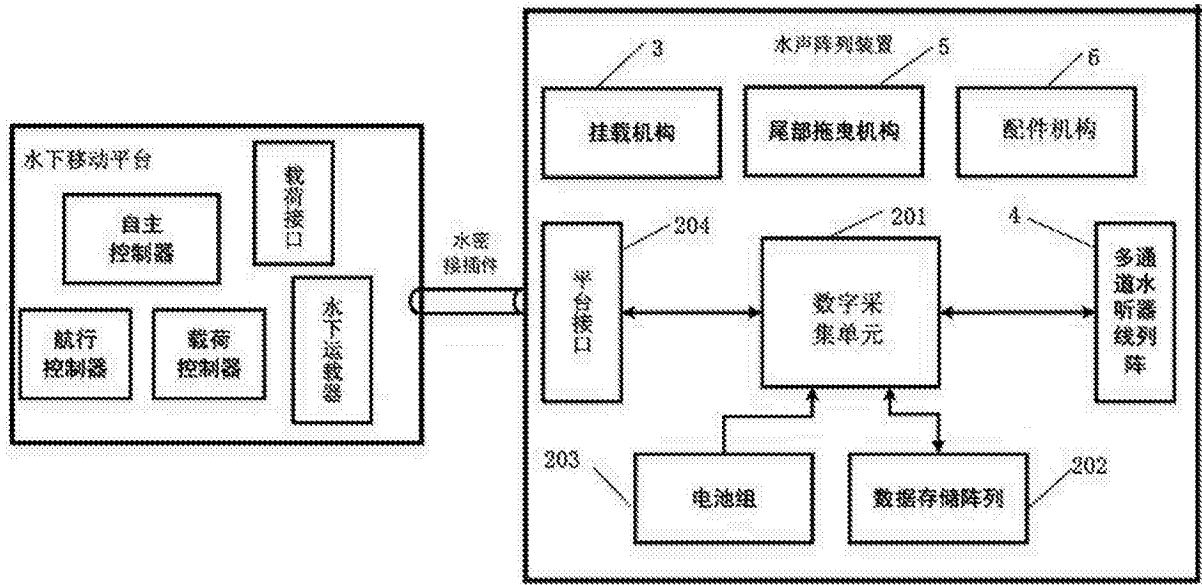 水下移动平台
自主
控制器
载荷接口
航行
控制器
载荷
控制器
水下运载器
水密
接插件
水声阵列装置
3
挂载机构
5
尾部拖曳机构
6
配件机构
204
平台接口
201
数字采
集单元
4
多通
道水
听器
线列
阵
203
电池组
数据存储阵列
202